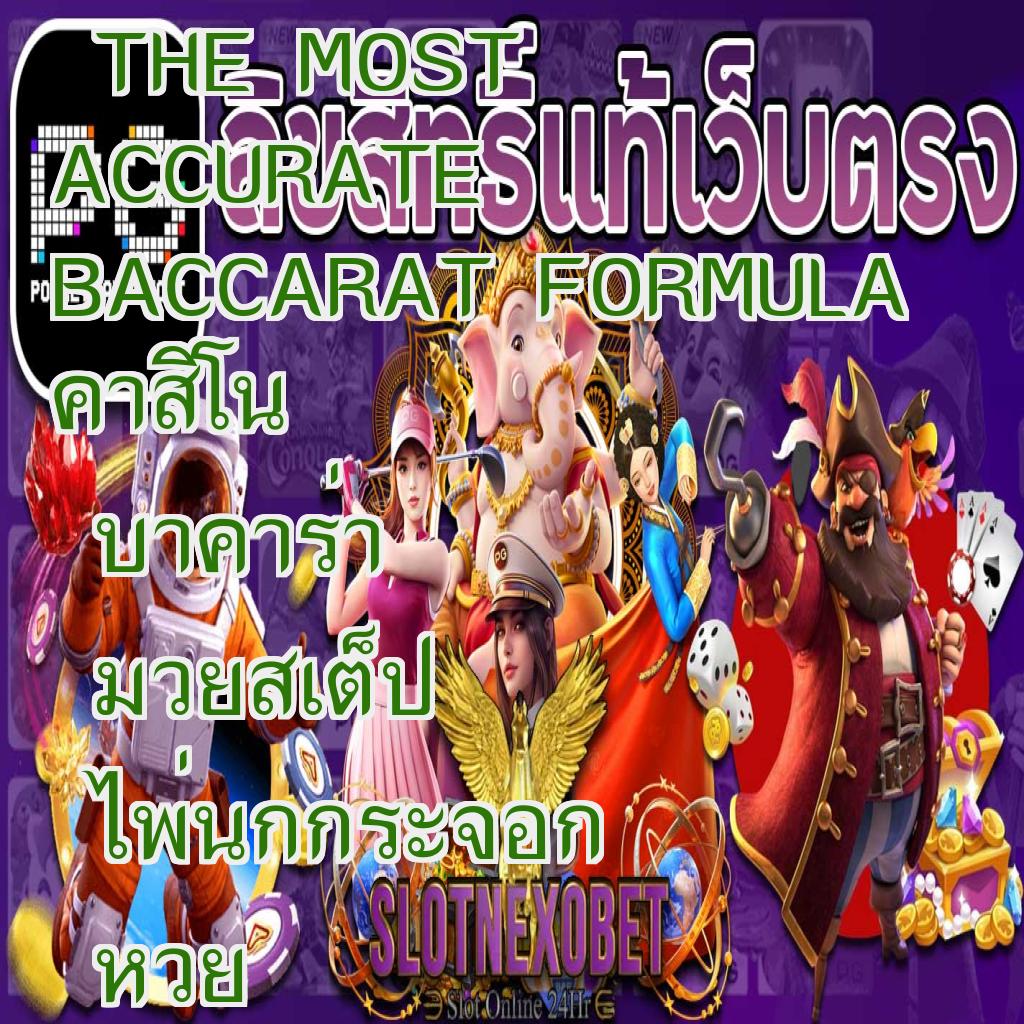 THE MOST
ลิขสิทธิ์แท้เว็บตรง
ACCURATE
PG
BACCARAT FORMULA
คาสิโน
บาคาร่า
มวยสเต็ป
ไพ่นกกระจอก
หวย
SLOTNEXOBET
Slot Online 24Hr